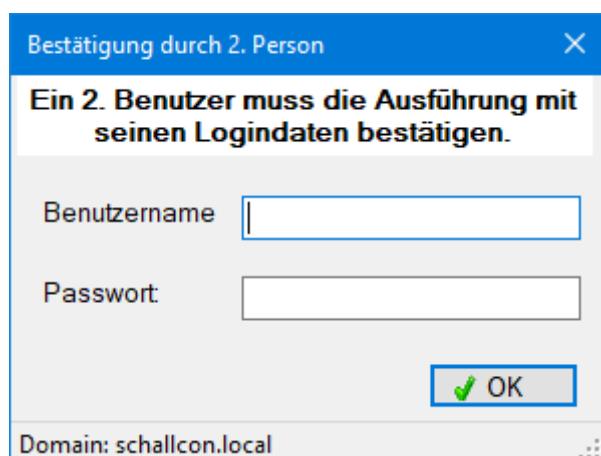 Bestätigung durch 2. Person
Ein 2. Benutzer muss die Ausführung mit
seinen Logindaten bestätigen.
Benutzername
Passwort:
OK
Domain: schallcon.local